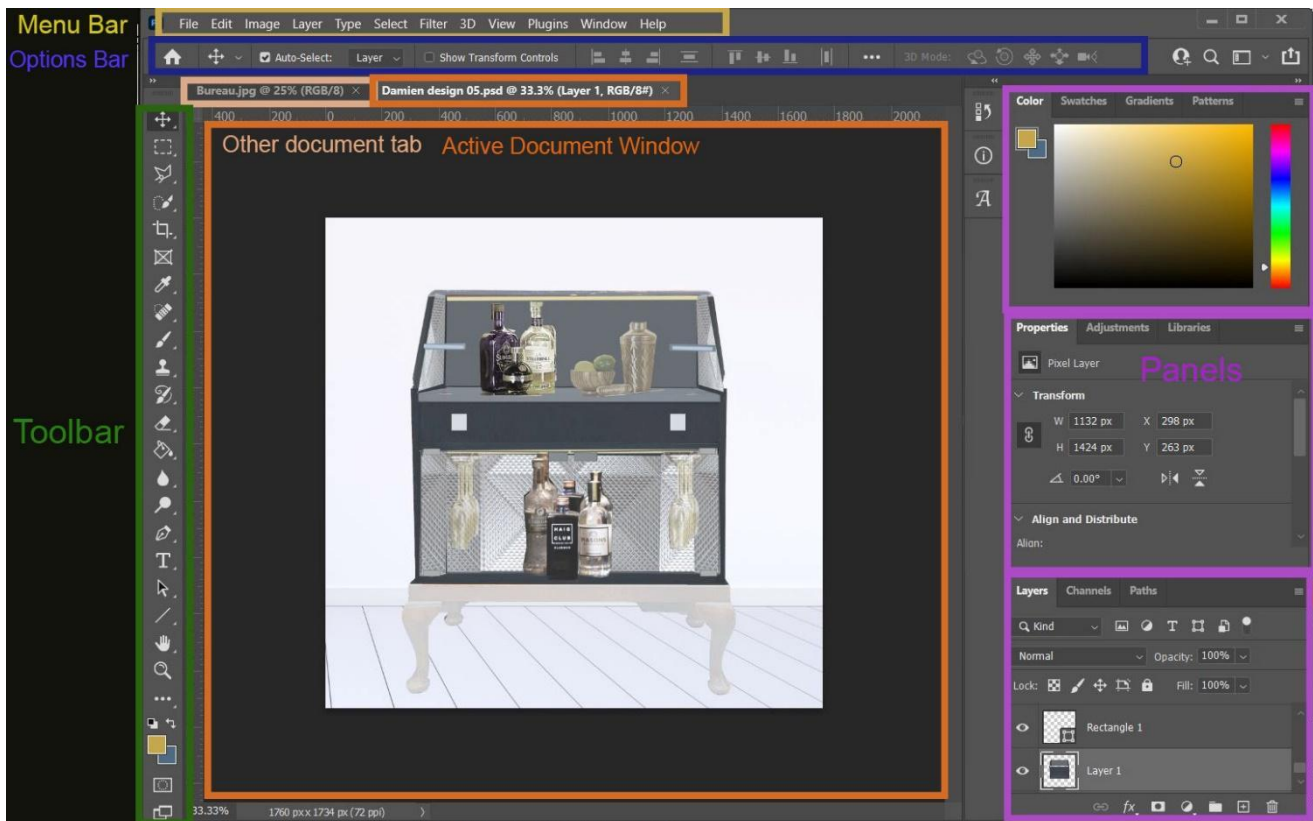 Menu Bar
File Edit Image Layer Type Select Filter 3D View Plugins Window Help
Options Bar
Auto-Select: Layer Show Transform Controls 3D Mode:
Bureau.jpg @ 25% (RGB/8) × Damien design 05.psd @ 33.3% (Layer 1, RGB/8#) ×
400 200 0 200 400 600 800 1000 1200 1400 1600 1800 2000
Other document tab Active Document Window
Toolbar
Color Swatches Gradients Patterns
Properties Adjustments Libraries
Pixel Layer
Panels
Transform
W 1132 px X 298 px
H 1424 px Y 263 px
0.00°
Align and Distribute
Align:
HAIG
CLUB
Layers Channels Paths
Kind
Normal Opacity: 100%
Lock: Fill: 100%
Rectangle 1
Layer 1
fx
33.33% 1760 px x 1734 px (72 ppi)